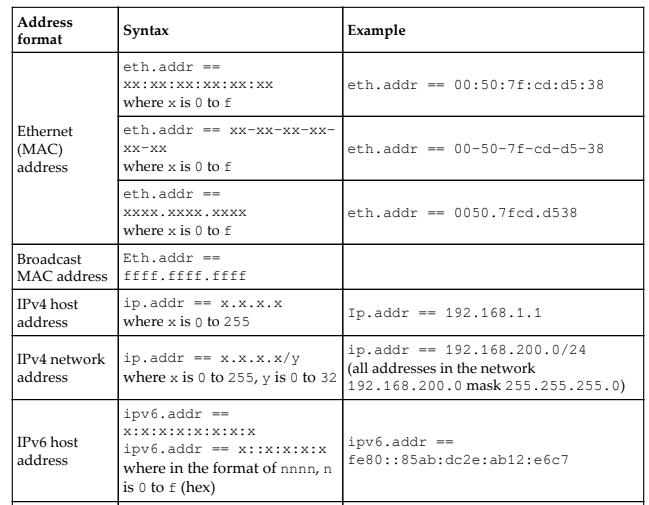 Address
format
Syntax
Example
Ethernet
(MAC)
address
eth.addr ==
xx:xx:xx:xx:xx:xx
where x is 0 to f
eth.addr == 00:50:7f:cd:d5:38
eth.addr == xx-xx-xx-xx-
xx-xx
where x is 0 to f
eth.addr == 00-50-7f-cd-d5-38
eth.addr ==
xxxx.xxxx.xxxx
where x is 0 to f
eth.addr == 0050.7fcd.d538
Broadcast
MAC address
Eth.addr ==
ffff.ffff.ffff
IPv4 host
address
ip.addr == x.x.x.x
where x is 0 to 255
Ip.addr == 192.168.1.1
IPv4 network
address
ip.addr == x.x.x.x/y
where x is 0 to 255, y is 0 to 32
ip.addr == 192.168.200.0/24
(all addresses in the network
192.168.200.0 mask 255.255.255.0)
IPv6 host
address
ipv6.addr ==
x:x:x:x:x:x:x:x
ipv6.addr == x::x:x:x:x
where in the format of nnnn, n
is 0 to f (hex)
ipv6.addr ==
fe80::85ab:dc2e:ab12:e6c7